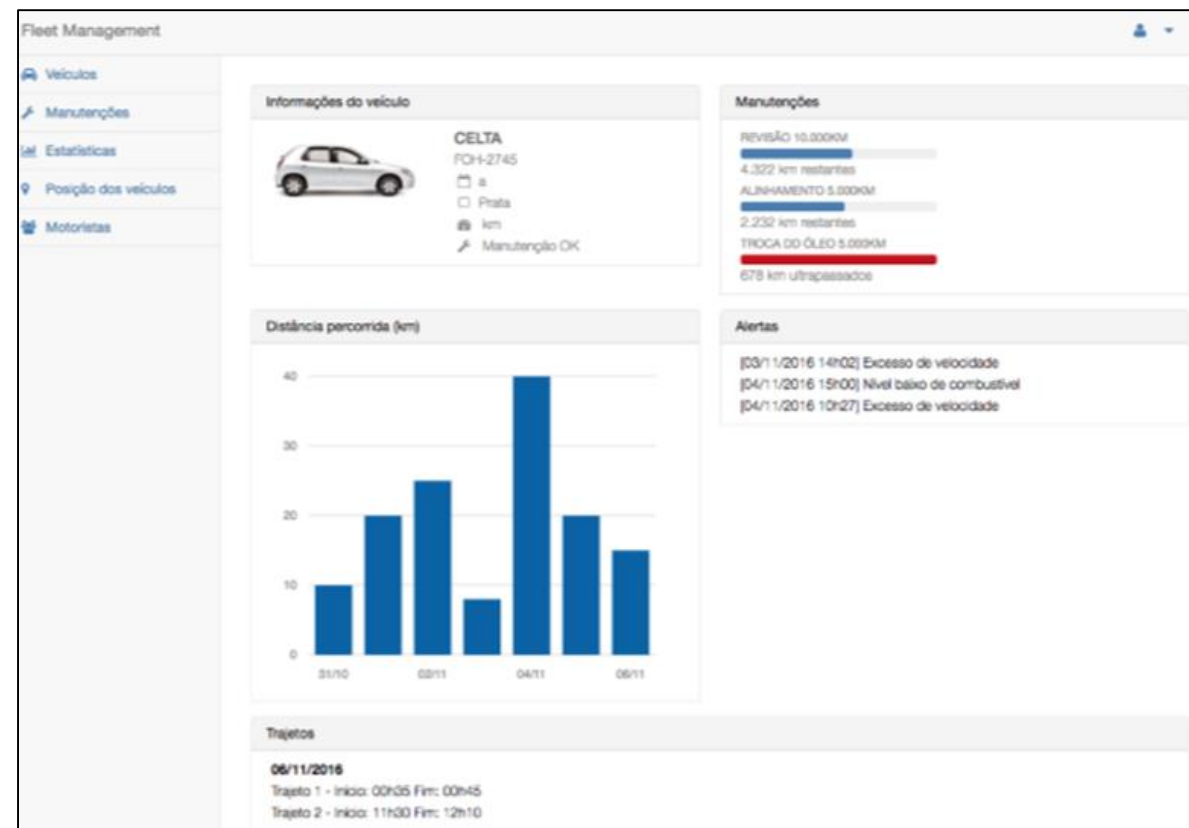 Fleet Management
Veículos
Manutenções
Estatísticas
Posição dos veículos
Motoristas
Informações do veículo
CELTA
FOH-2745
a
Prata
km
Manutenção OK
Manutenções
REVISÃO 10.000KM
4.322 km restantes
ALINHAMENTO 5.000KM
2.232 km restantes
TROCA DO ÓLEO 5.000KM
678 km ultrapassados
Distância percorrida (km)
40
30
20
10
0
31/10 02/11 04/11 06/11
Alertas
[03/11/2016 14h02] Excesso de velocidade
[04/11/2016 15h00] Nível baixo de combustível
[04/11/2016 10h27] Excesso de velocidade
Trajetos
06/11/2016
Trajeto 1 - Início: 00h35 Fim: 00h45
Trajeto 2 - Início: 11h30 Fim: 12h10